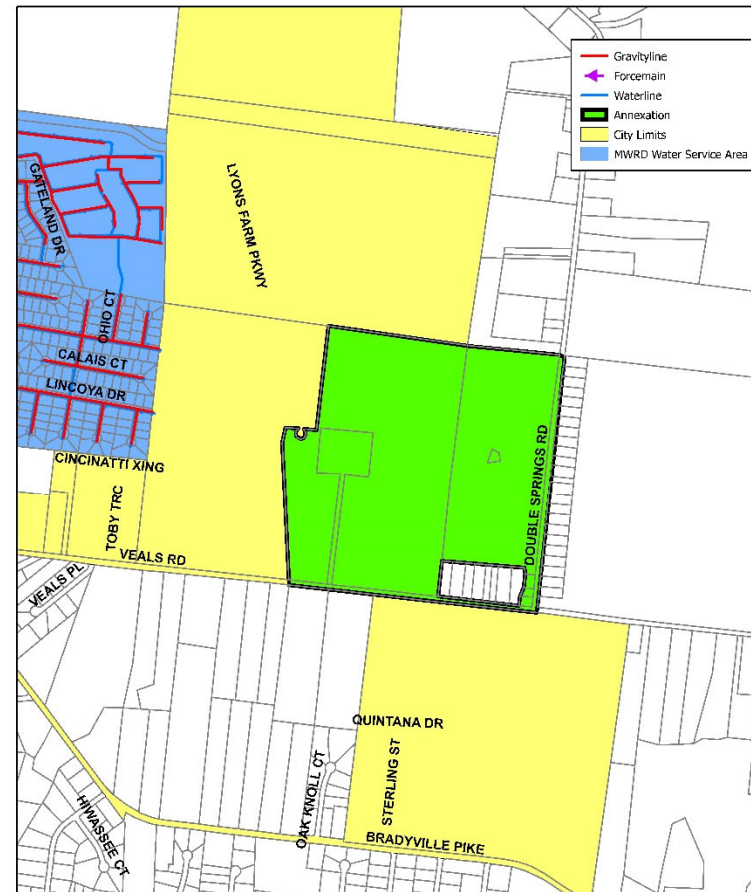 Gravityline
Forcemain
Waterline
Annexation
City Limits
MWRD Water Service Area
GATELAND DR
LYONS FARM PKWY
OHIO CT
CALAIS CT
LINCOYA DR
CINCINATTI XING
TOBY TRC
DOUBLE SPRINGS RD
VEALS RD
VEALS PL
QUINTANA DR
OAK KNOLL CT
STERLING ST
HIWASSEE CT
BRADYVILLE PIKE